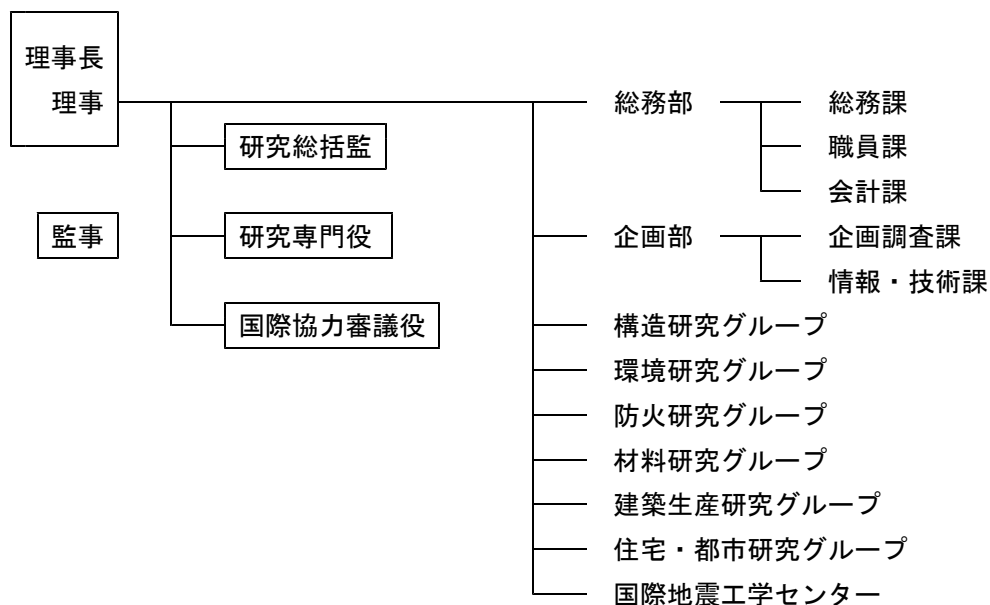 理事長
理事 総務部 総務課
研究総括監 職員課
会計課
監事 研究専門役 企画部 企画調査課
情報・技術課
国際協力審議役 構造研究グループ
環境研究グループ
防火研究グループ
材料研究グループ
建築生産研究グループ
住宅・都市研究グループ
国際地震工学センター